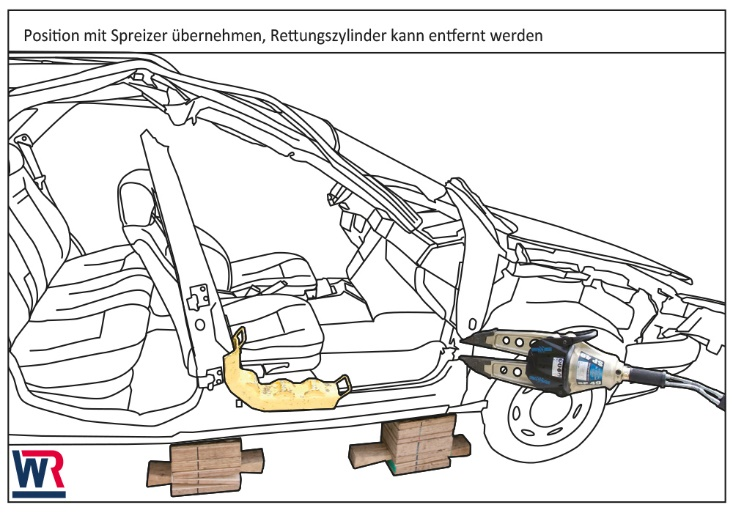 Position mit Spreizer übernehmen, Rettungszylinder kann entfernt werden
WR